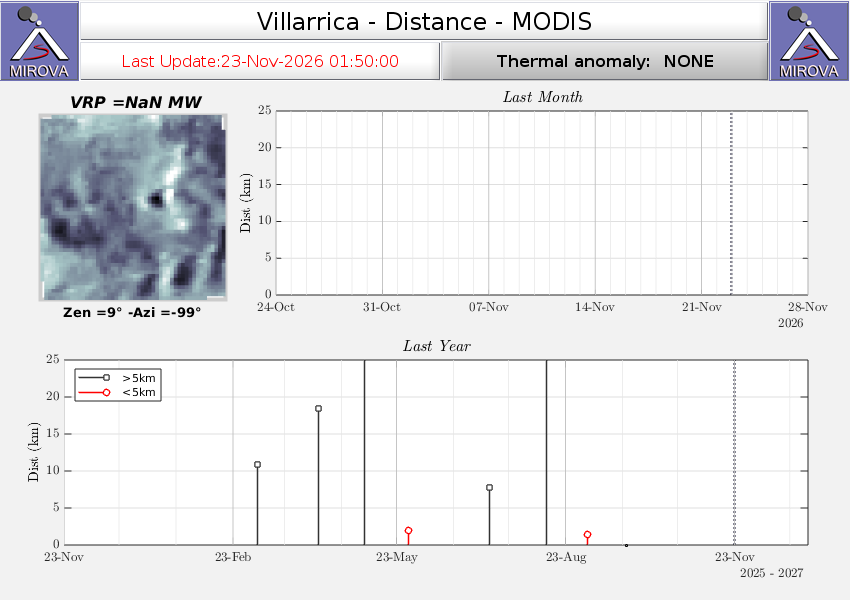 Villarrica - Distance - MODIS
MIROVA
Last Update:23-Nov-2026 01:50:00
Thermal anomaly: NONE
MIROVA
VRP =NaN MW
Zen =9° -Azi =-99°
Last Month
Dist (km)
25
20
15
10
5
0
24-Oct 31-Oct 07-Nov 14-Nov 21-Nov 28-Nov
2026
Last Year
Dist (km)
25
20
15
10
5
0
>5km
<5km
23-Nov 23-Feb 23-May 23-Aug 23-Nov
2025 - 2027